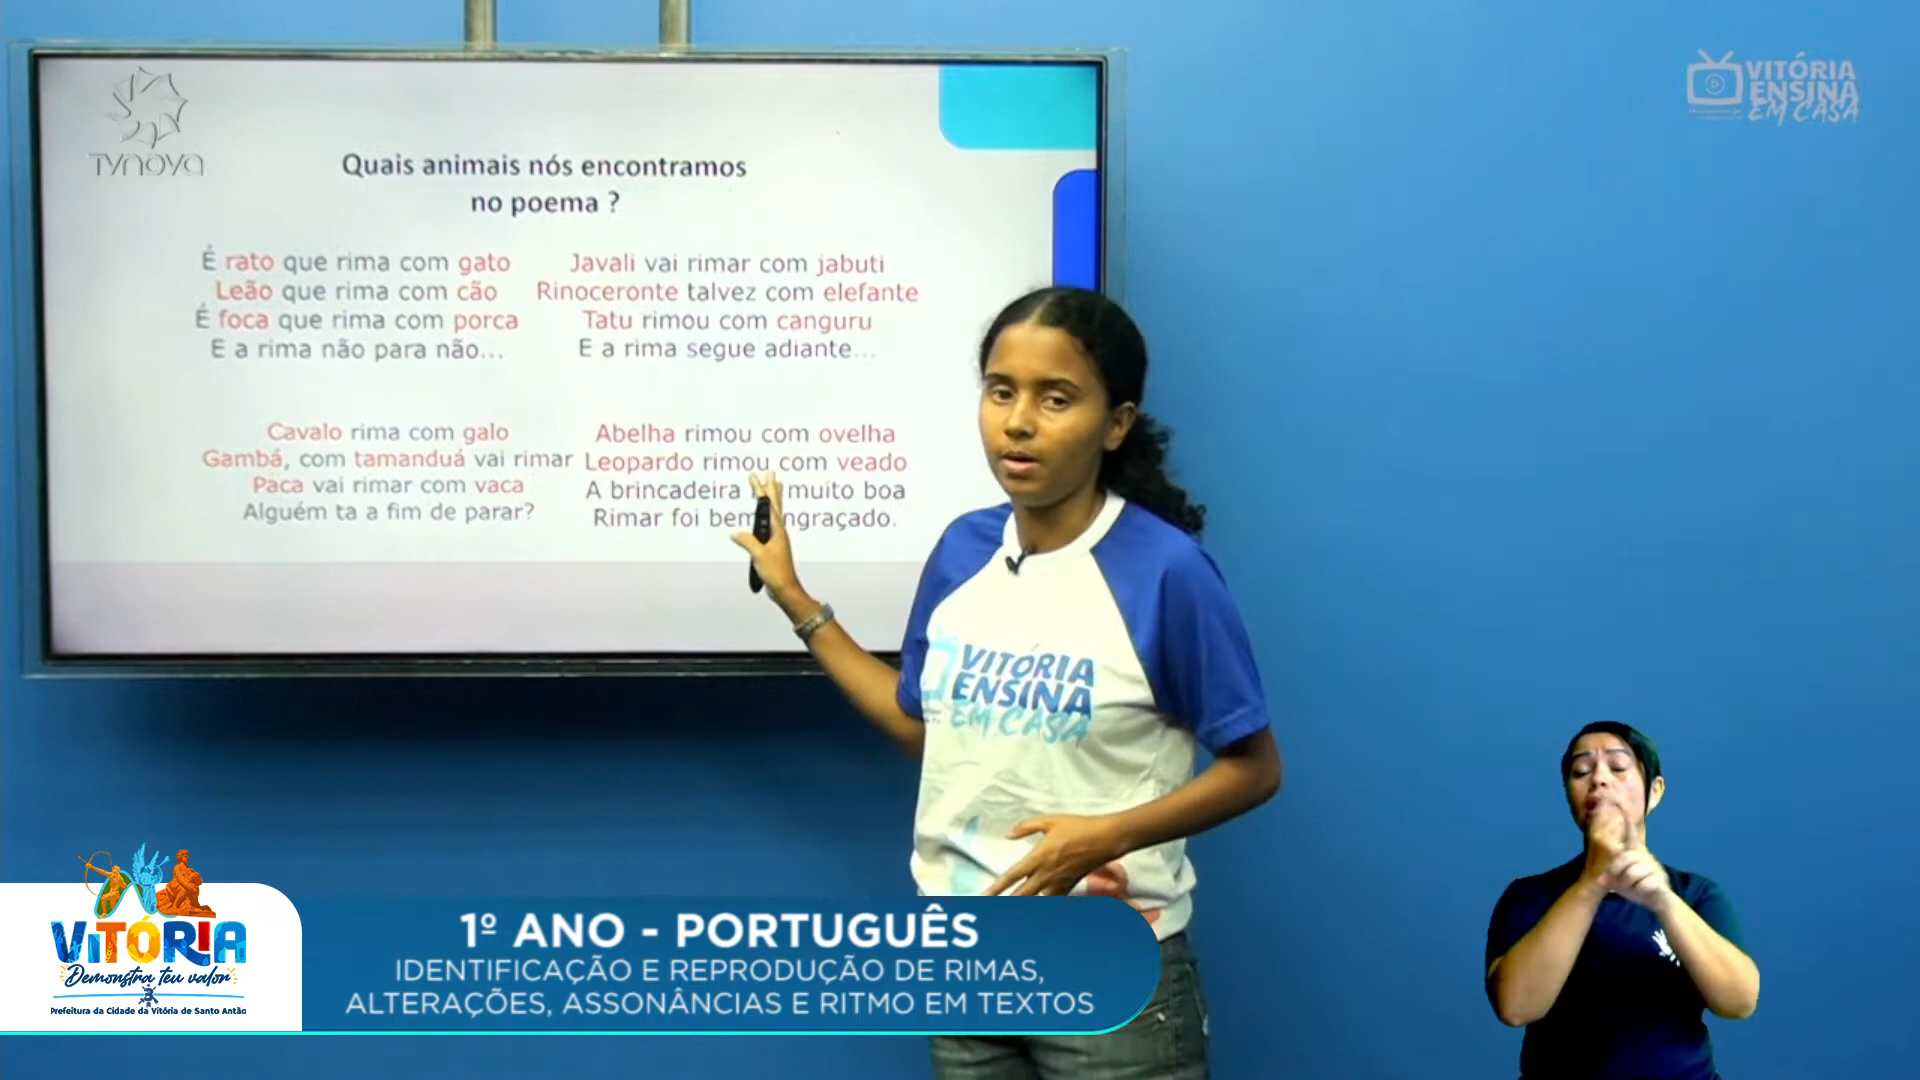 TVNOVA
Quais animais nós encontramos
no poema ?
É rato que rima com gato
Leão que rima com cão
É foca que rima com porca
E a rima não para não...
Javali vai rimar com jabuti
Rinoceronte talvez com elefante
Tatu rimou com canguru
E a rima segue adiante...
Cavalo rima com galo
Gambá, com tamanduá vai rimar
Paca vai rimar com vaca
Alguém ta a fim de parar?
Abelha rimou com ovelha
Leopardo rimou com veado
A brincadeira muito boa
Rimar foi bem ngraçado.
VITÓRIA
ENSINA
EM CASA
VITÓRIA
ENSINA
EM CASA
VITÓRIA
Demonstra teu valor
Prefeitura da Cidade da Vitória de Santo Antão
1º ANO - PORTUGUÊS
IDENTIFICAÇÃO E REPRODUÇÃO DE RIMAS,
ALTERAÇÕES, ASSONÂNCIAS E RITMO EM TEXTOS